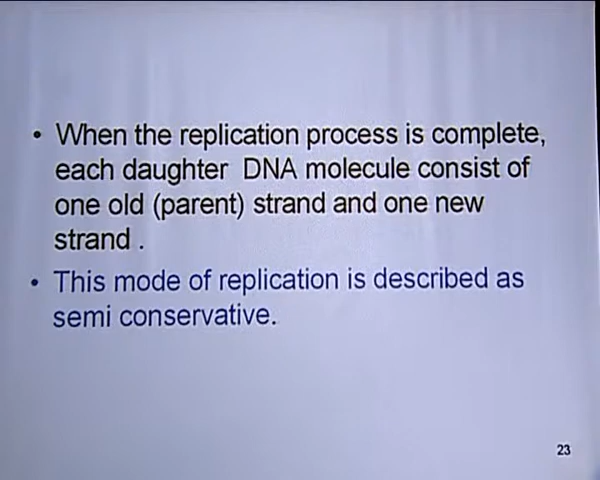 • When the replication process is complete,
each daughter DNA molecule consist of
one old (parent) strand and one new
strand .
• This mode of replication is described as
semi conservative.
23